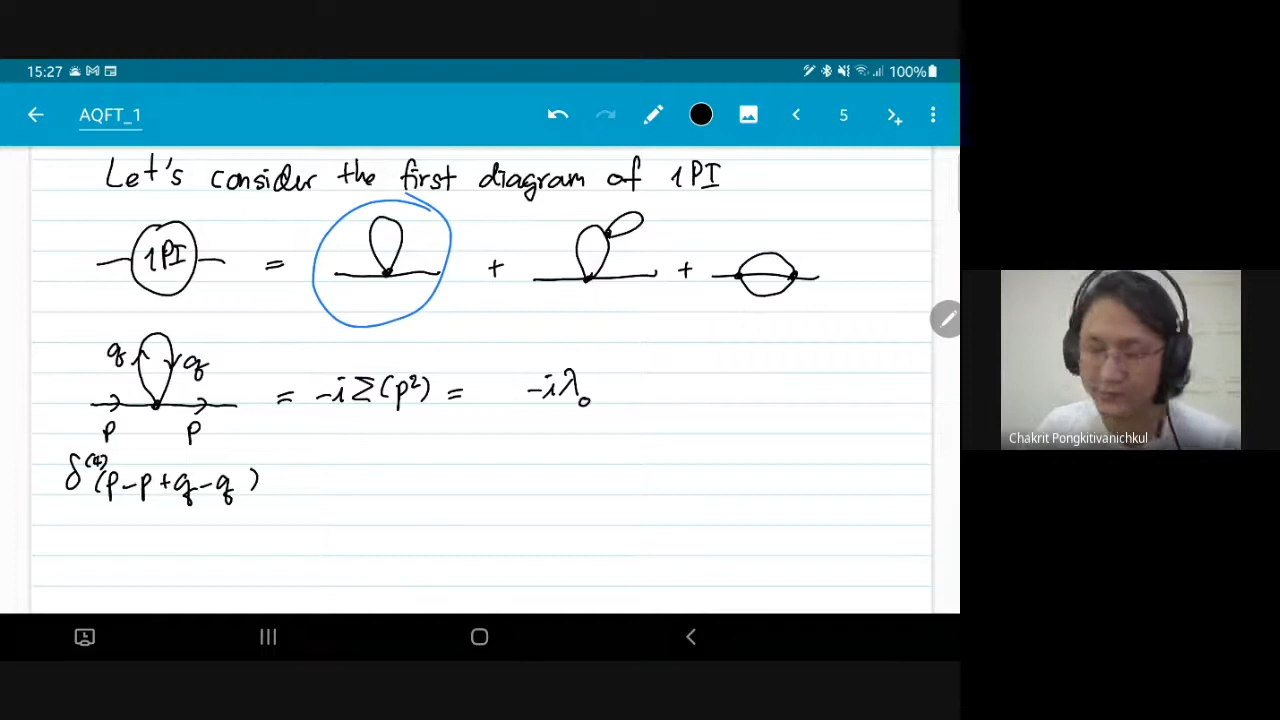 15:27 100%
AQFT_1 5
Let's consider the first diagram of 1PI
1PI = + +
q q = -iΣ(p²) = -iλ₀
p p
δ⁽⁴⁾(p-p+q-q)
Chakrit Pongkitivanichkul